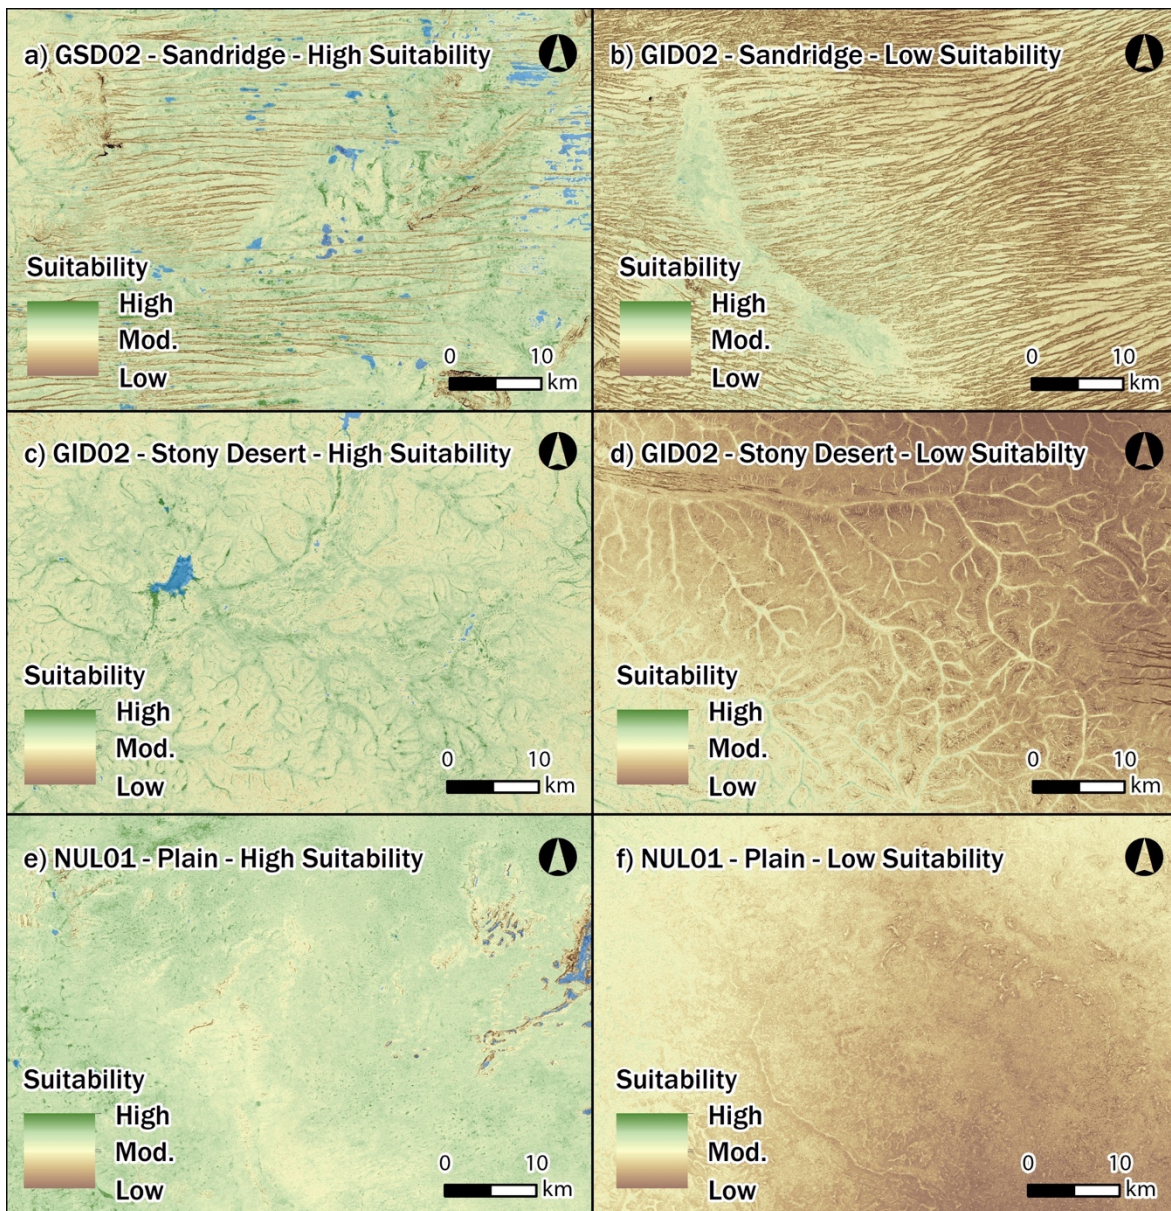 a) GSD02 - Sandridge - High Suitability
Suitability
High
Mod.
Low
0 10
km
b) GID02 - Sandridge - Low Suitability
Suitability
High
Mod.
Low
0 10
km
c) GID02 - Stony Desert - High Suitability
Suitability
High
Mod.
Low
0 10
km
d) GID02 - Stony Desert - Low Suitabilty
Suitability
High
Mod.
Low
0 10
km
e) NUL01 - Plain - High Suitability
Suitability
High
Mod.
Low
0 10
km
f) NUL01 - Plain - Low Suitability
Suitability
High
Mod.
Low
0 10
km